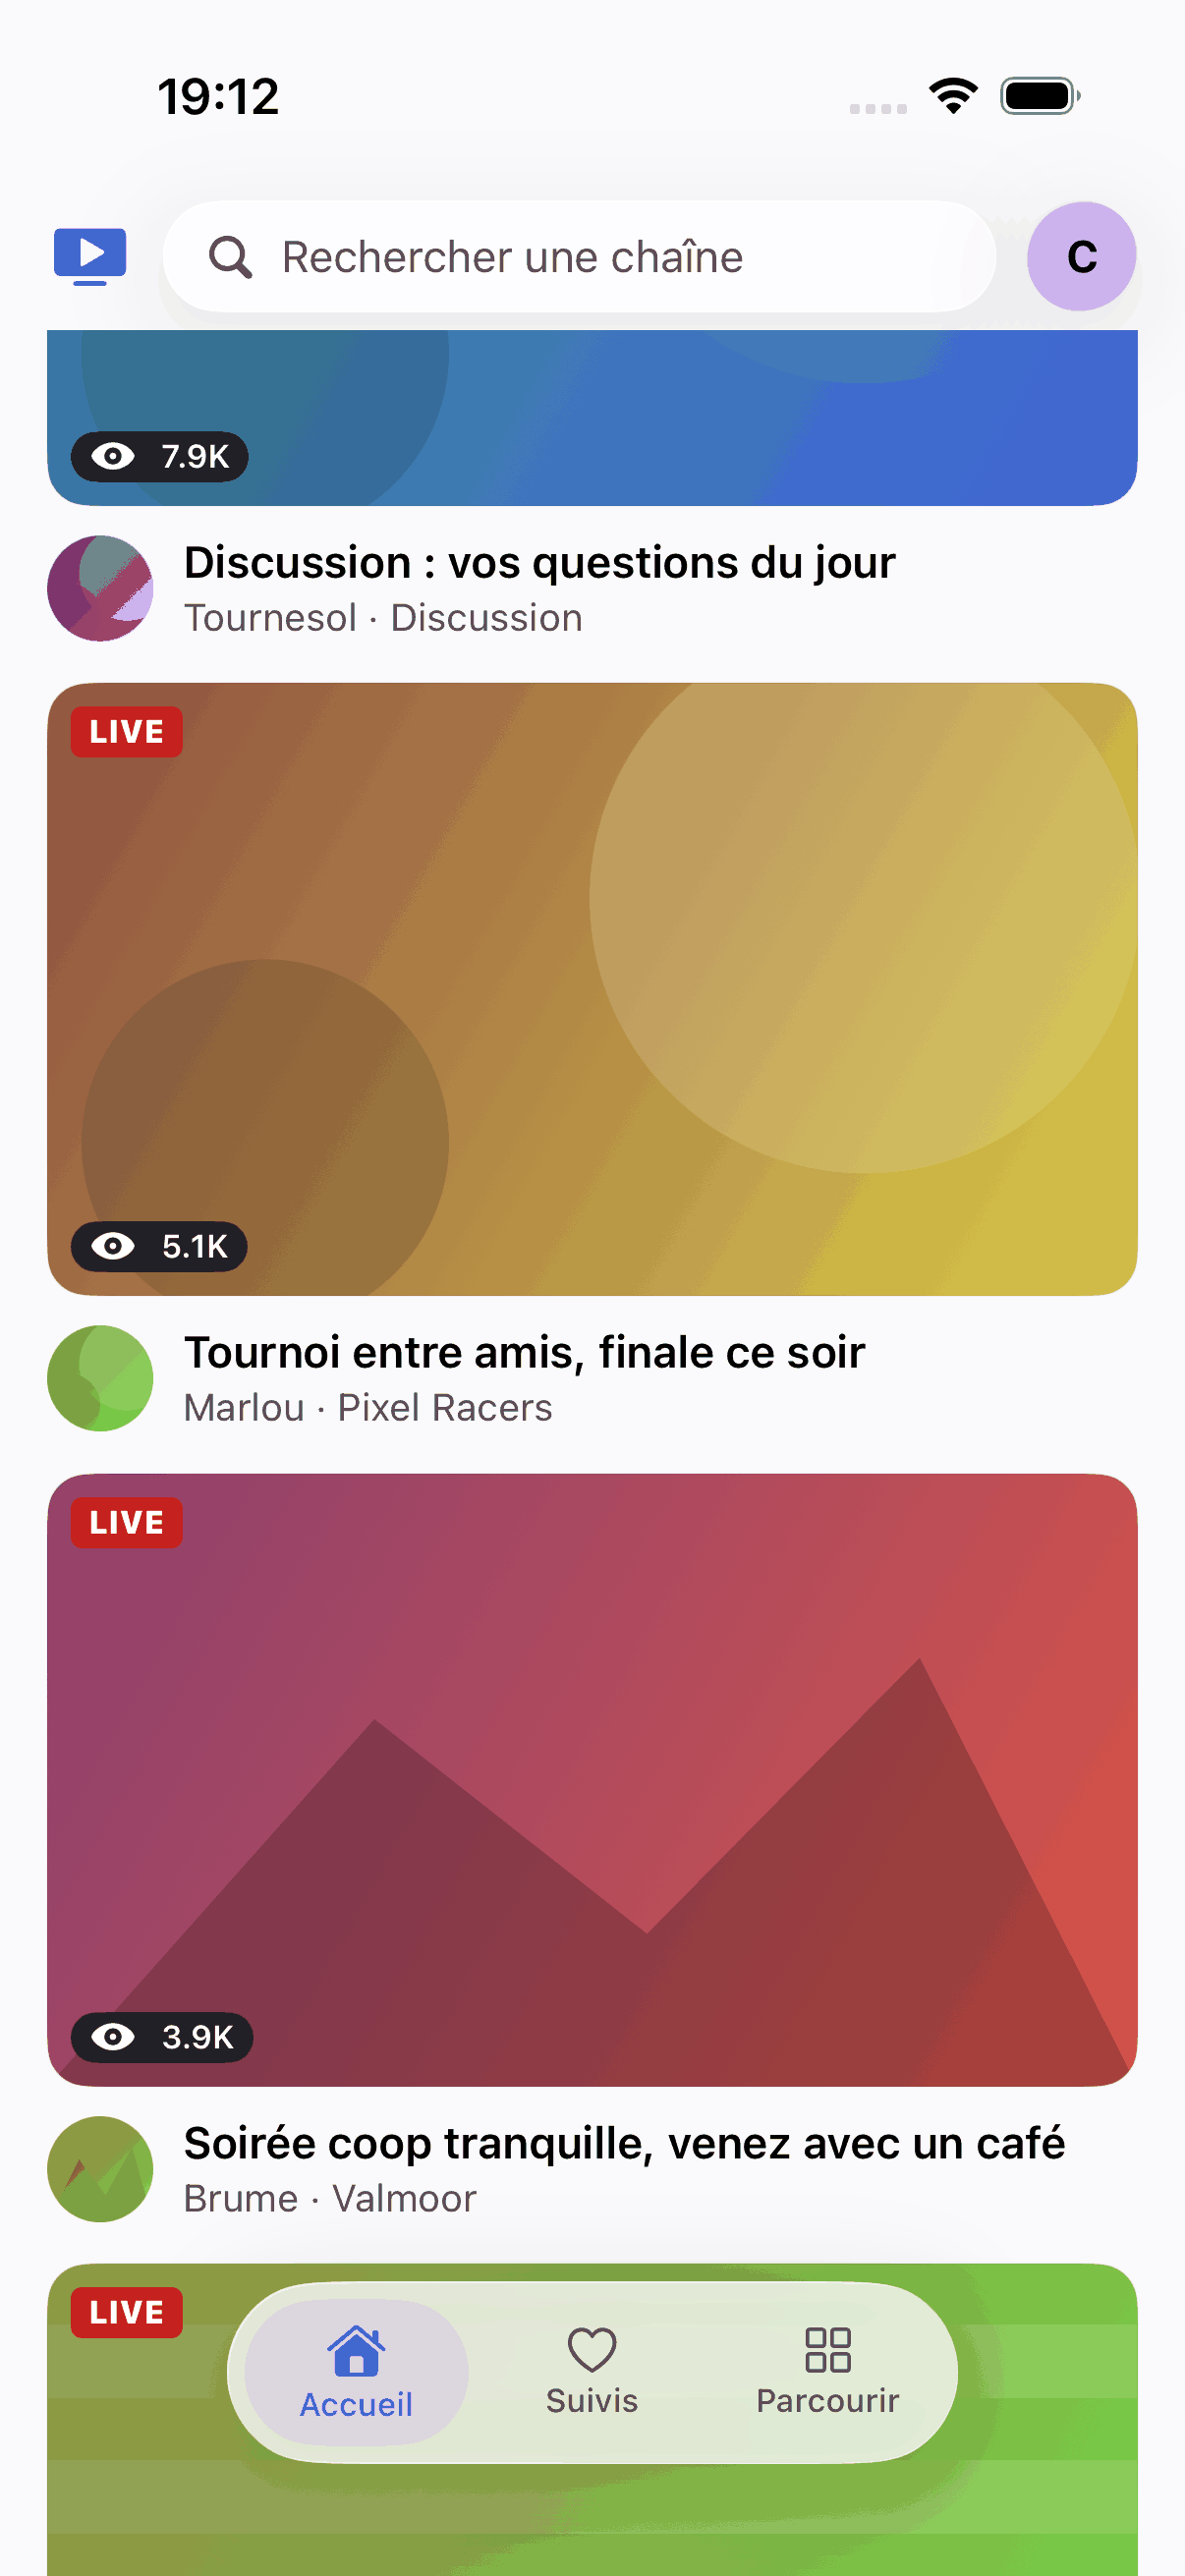 19:12
Rechercher une chaîne
C
7.9K
Discussion : vos questions du jour
Tournesol · Discussion
LIVE
5.1K
Tournoi entre amis, finale ce soir
Marlou · Pixel Racers
LIVE
3.9K
Soirée coop tranquille, venez avec un café
Brume · Valmoor
LIVE
Accueil
Suivis
Parcourir